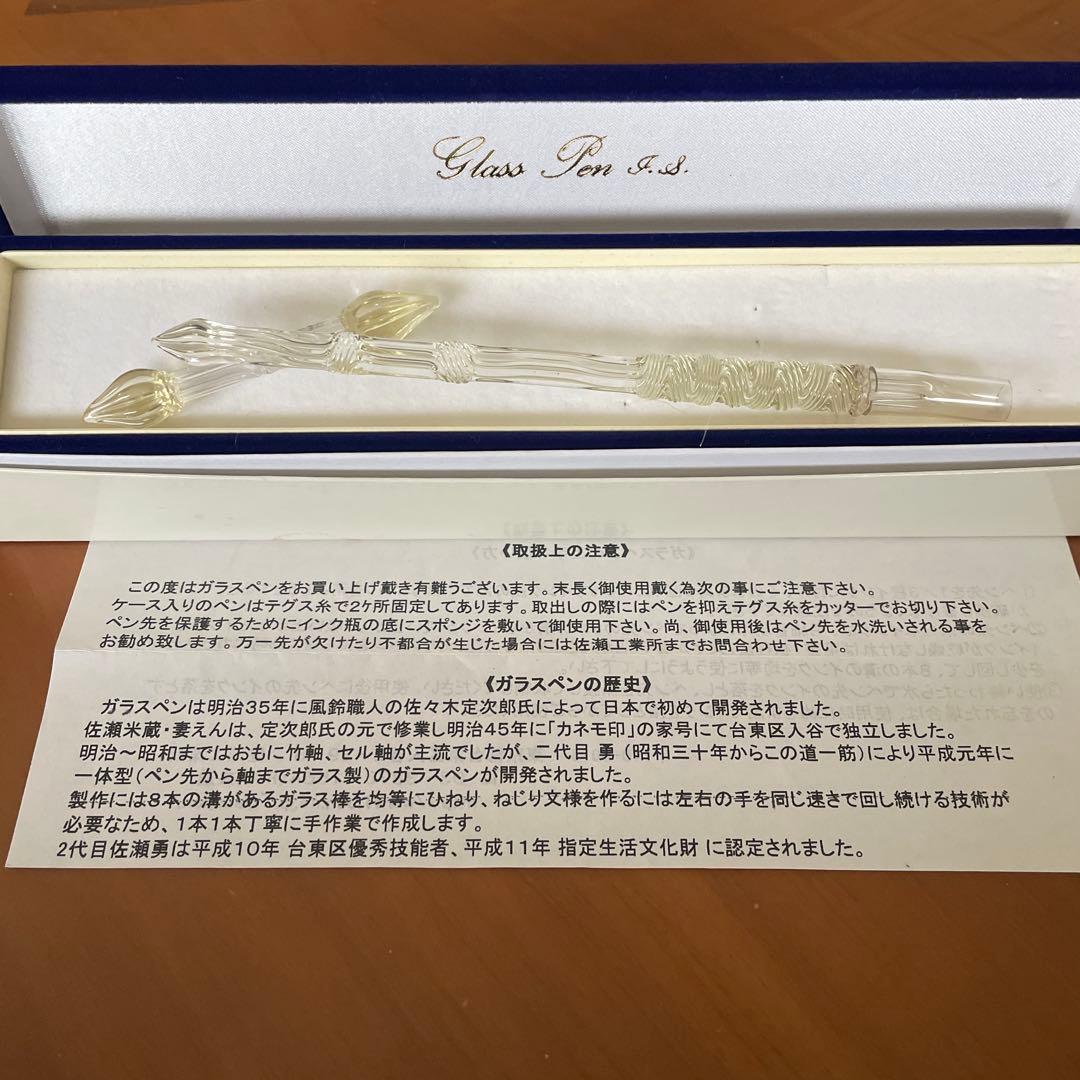 Glass Pen I.S.
《取扱上の注意》
この度はガラスペンをお買い上げ戴き有難うございます。末長く御使用戴く為次の事にご注意下さい。
ケース入りのペンはテグス糸で2ケ所固定してあります。取出しの際にはペンを抑えテグス糸をカッターでお切り下さい。
ペン先を保護するためにインク瓶の底にスポンジを敷いて御使用下さい。尚、御使用後はペン先を水洗いされる事を
お勧め致します。万一先が欠けたり不都合が生じた場合には佐瀬工業所までお問合わせ下さい。
《ガラスペンの歴史》
ガラスペンは明治35年に風鈴職人の佐々木定次郎氏によって日本で初めて開発されました。
佐瀬米蔵・妻えんは、定次郎氏の元で修業し明治45年に「カネモ印」の家号にて台東区入谷で独立しました。
明治～昭和まではおもに竹軸、セル軸が主流でしたが、二代目 勇（昭和三十年からこの道一筋）により平成元年に
一体型（ペン先から軸までガラス製）のガラスペンが開発されました。
製作には8本の溝があるガラス棒を均等にひねり、ねじり文様を作るには左右の手を同じ速さで回し続ける技術が
必要なため、1本1本丁寧に手作業で作成します。
2代目佐瀬勇は平成10年 台東区優秀技能者、平成11年 指定生活文化財 に認定されました。